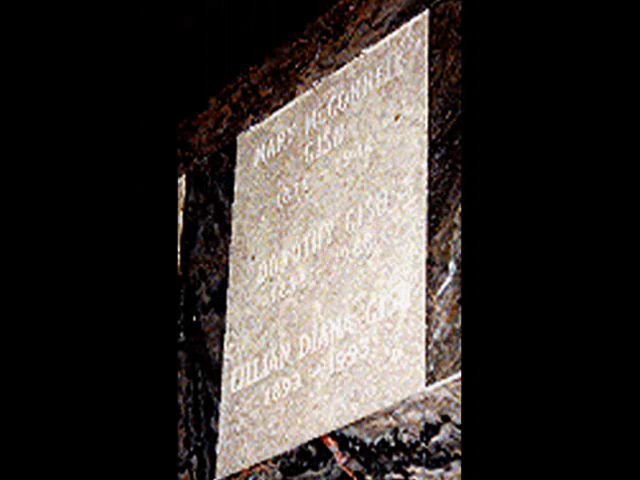 MARY McCONNELL
GISH
DOROTHY GISH
LILLIAN DIANA GISH
1893 – 1993